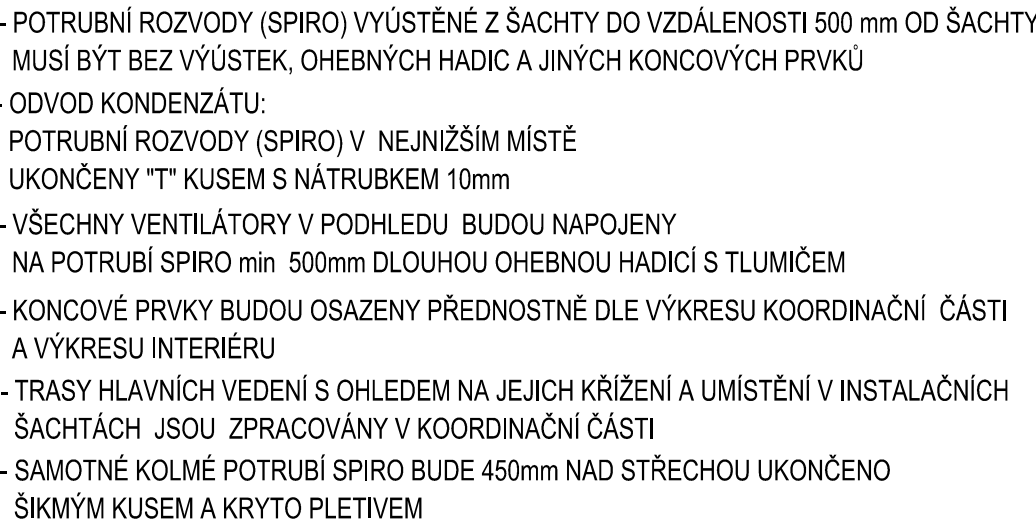 - POTRUBNÍ ROZVODY (SPIRO) VYÚSTĚNÉ Z ŠACHTY DO VZDÁLENOSTI 500 mm OD ŠACHTY
MUSÍ BÝT BEZ VÝÚSTEK, OHEBNÝCH HADIC A JINÝCH KONCOVÝCH PRVKŮ
- ODVOD KONDENZÁTU:
POTRUBNÍ ROZVODY (SPIRO) V NEJNIŽŠÍM MÍSTĚ
UKONČENY "T" KUSEM S NÁTRUBKEM 10mm
- VŠECHNY VENTILÁTORY V PODHLEDU BUDOU NAPOJENY
NA POTRUBÍ SPIRO min 500mm DLOUHOU OHEBNOU HADICÍ S TLUMIČEM
- KONCOVÉ PRVKY BUDOU OSAZENY PŘEDNOSTNĚ DLE VÝKRESU KOORDINAČNÍ ČÁSTI
A VÝKRESU INTERIÉRU
- TRASY HLAVNÍCH VEDENÍ S OHLEDEM NA JEJICH KŘÍŽENÍ A UMÍSTĚNÍ V INSTALAČNÍCH
ŠACHTÁCH JSOU ZPRACOVÁNY V KOORDINAČNÍ ČÁSTI
- SAMOTNÉ KOLMÉ POTRUBÍ SPIRO BUDE 450mm NAD STŘECHOU UKONČENO
ŠIKMÝM KUSEM A KRYTO PLETIVEM